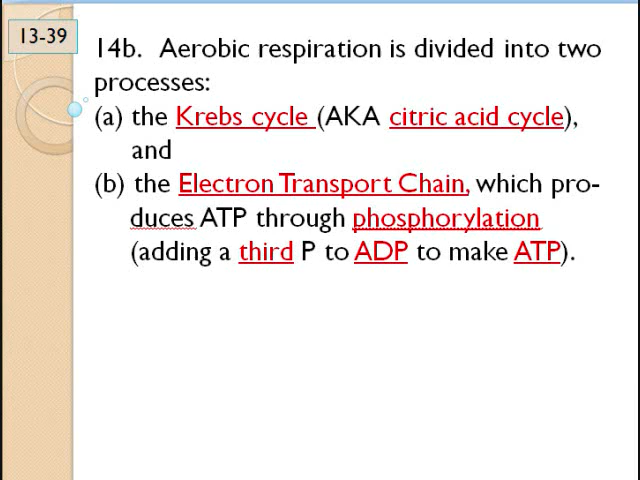 13-39
14b. Aerobic respiration is divided into two
processes:
(a) the Krebs cycle (AKA citric acid cycle),
and
(b) the Electron Transport Chain, which pro-
duces ATP through phosphorylation
(adding a third P to ADP to make ATP).